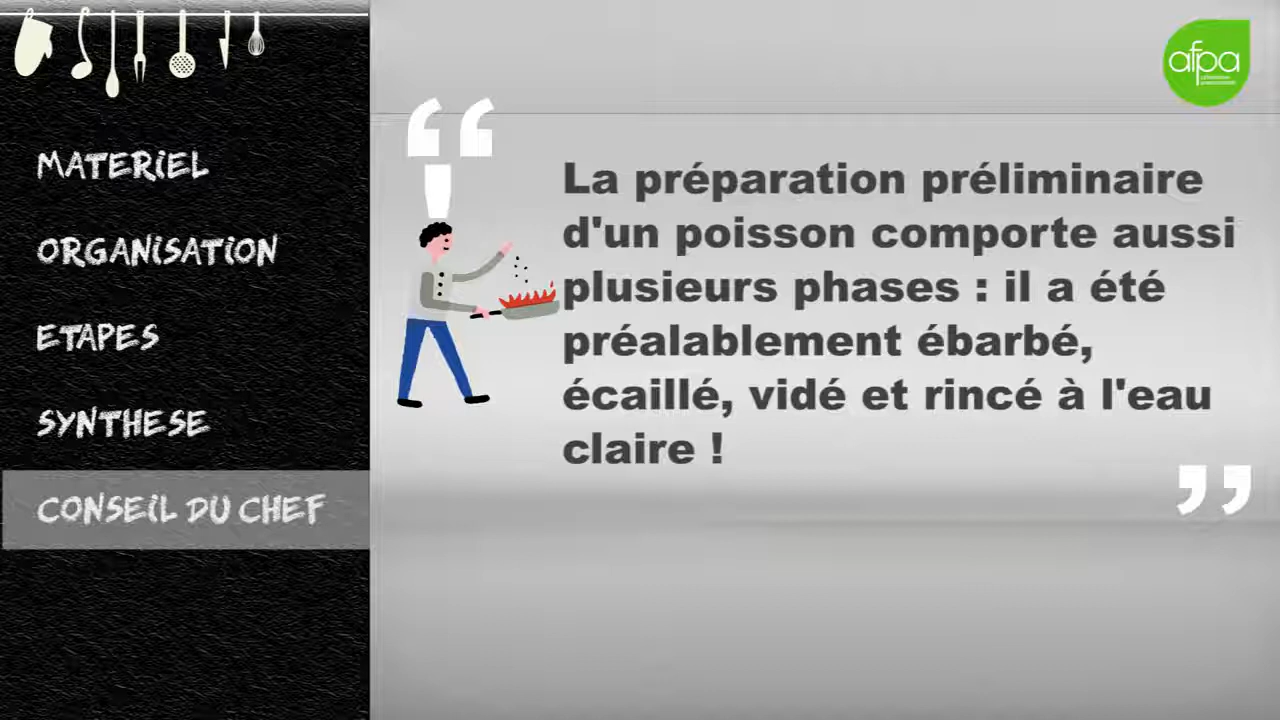 MATERIEL
ORGANISATION
ETAPES
SYNTHESE
CONSEIL DU CHEF
afpa
“
La préparation préliminaire
d'un poisson comporte aussi
plusieurs phases : il a été
préalablement ébarbé,
écaillé, vidé et rincé à l'eau
claire !
”